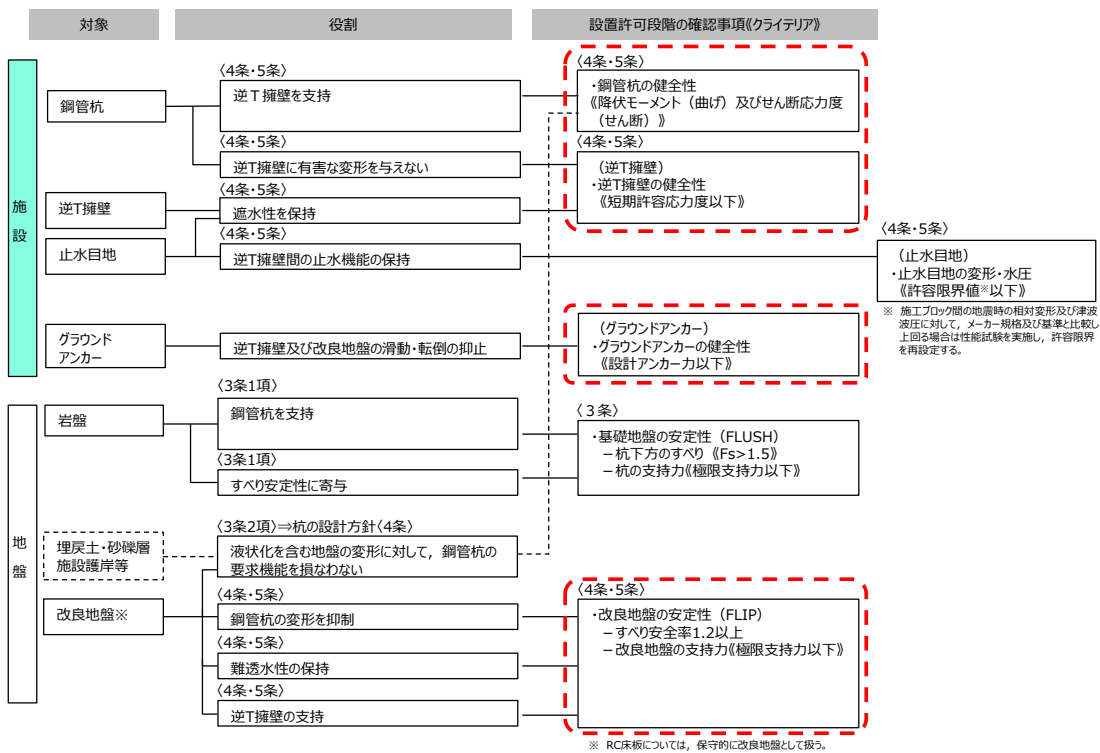 対象
役割
設置許可段階の確認事項《クライテリア》
施
設
鋼管杭
〈4条・5条〉
逆T擁壁を支持
〈4条・5条〉
・鋼管杭の健全性
《降伏モーメント（曲げ）及びせん断応力度
（せん断）》
〈4条・5条〉
逆T擁壁に有害な変形を与えない
〈4条・5条〉
（逆T擁壁）
・逆T擁壁の健全性
《短期許容応力度以下》
逆T擁壁
〈4条・5条〉
遮水性を保持
止水目地
〈4条・5条〉
逆T擁壁間の止水機能の保持
〈4条・5条〉
（止水目地）
・止水目地の変形・水圧
《許容限界値※以下》
※ 施工ブロック間の地震時の相対変形及び津波
波圧に対して，メーカー規格及び基準と比較し
上回る場合は性能試験を実施し，許容限界
を再設定する。
グラウンド
アンカー
逆T擁壁及び改良地盤の滑動・転倒の抑止
（グラウンドアンカー）
・グラウンドアンカーの健全性
《設計アンカー力以下》
地
盤
岩盤
〈3条1項〉
鋼管杭を支持
〈3条1項〉
すべり安定性に寄与
〈３条〉
・基礎地盤の安定性（FLUSH）
－杭下方のすべり《Fs>1.5》
－杭の支持力《極限支持力以下》
埋戻土・砂礫層
施設護岸等
〈3条2項〉⇒杭の設計方針〈4条〉
液状化を含む地盤の変形に対して，鋼管杭の
要求機能を損なわない
改良地盤※
〈4条・5条〉
鋼管杭の変形を抑制
〈4条・5条〉
難透水性の保持
〈4条・5条〉
逆T擁壁の支持
〈4条・5条〉
・改良地盤の安定性（FLIP）
－すべり安全率1.2以上
－改良地盤の支持力《極限支持力以下》
※ RC床板については，保守的に改良地盤として扱う。